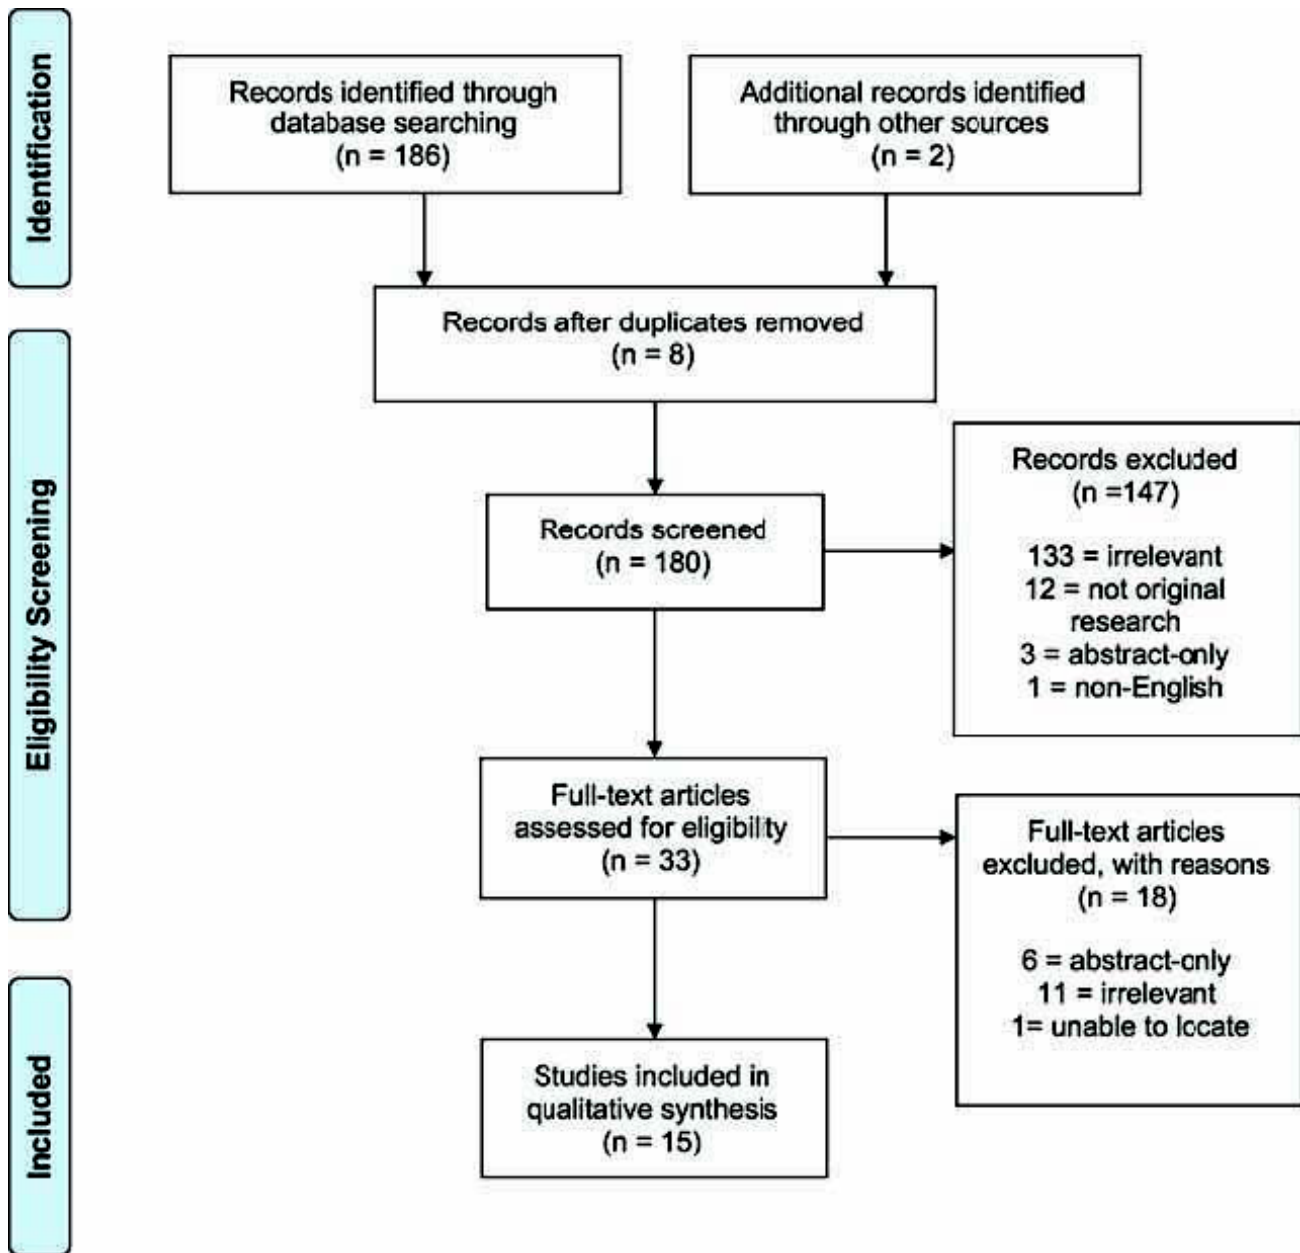 Identification
Records identified through
database searching
(n = 186)
Additional records identified
through other sources
(n = 2)
Records after duplicates removed
(n = 8)
Eligibility Screening
Records screened
(n = 180)
Records excluded
(n =147)
133 = irrelevant
12 = not original
research
3 = abstract-only
1 = non-English
Full-text articles
assessed for eligibility
(n = 33)
Full-text articles
excluded, with reasons
(n = 18)
6 = abstract-only
11 = irrelevant
1= unable to locate
Included
Studies included in
qualitative synthesis
(n = 15)